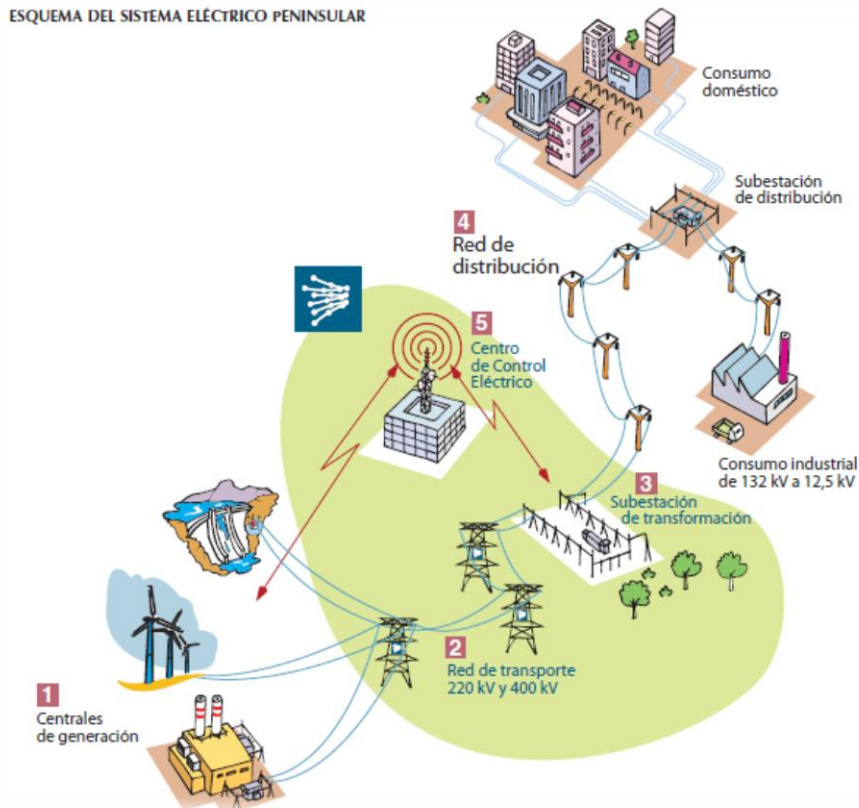 ESQUEMA DEL SISTEMA ELÉCTRICO PENINSULAR
Consumo
doméstico
Subestación
de distribución
4
Red de
distribución
5
Centro
de Control
Eléctrico
Consumo industrial
de 132 kV a 12,5 kV
3
Subestación
de transformación
2
Red de transporte
220 kV y 400 kV
1
Centrales
de generación